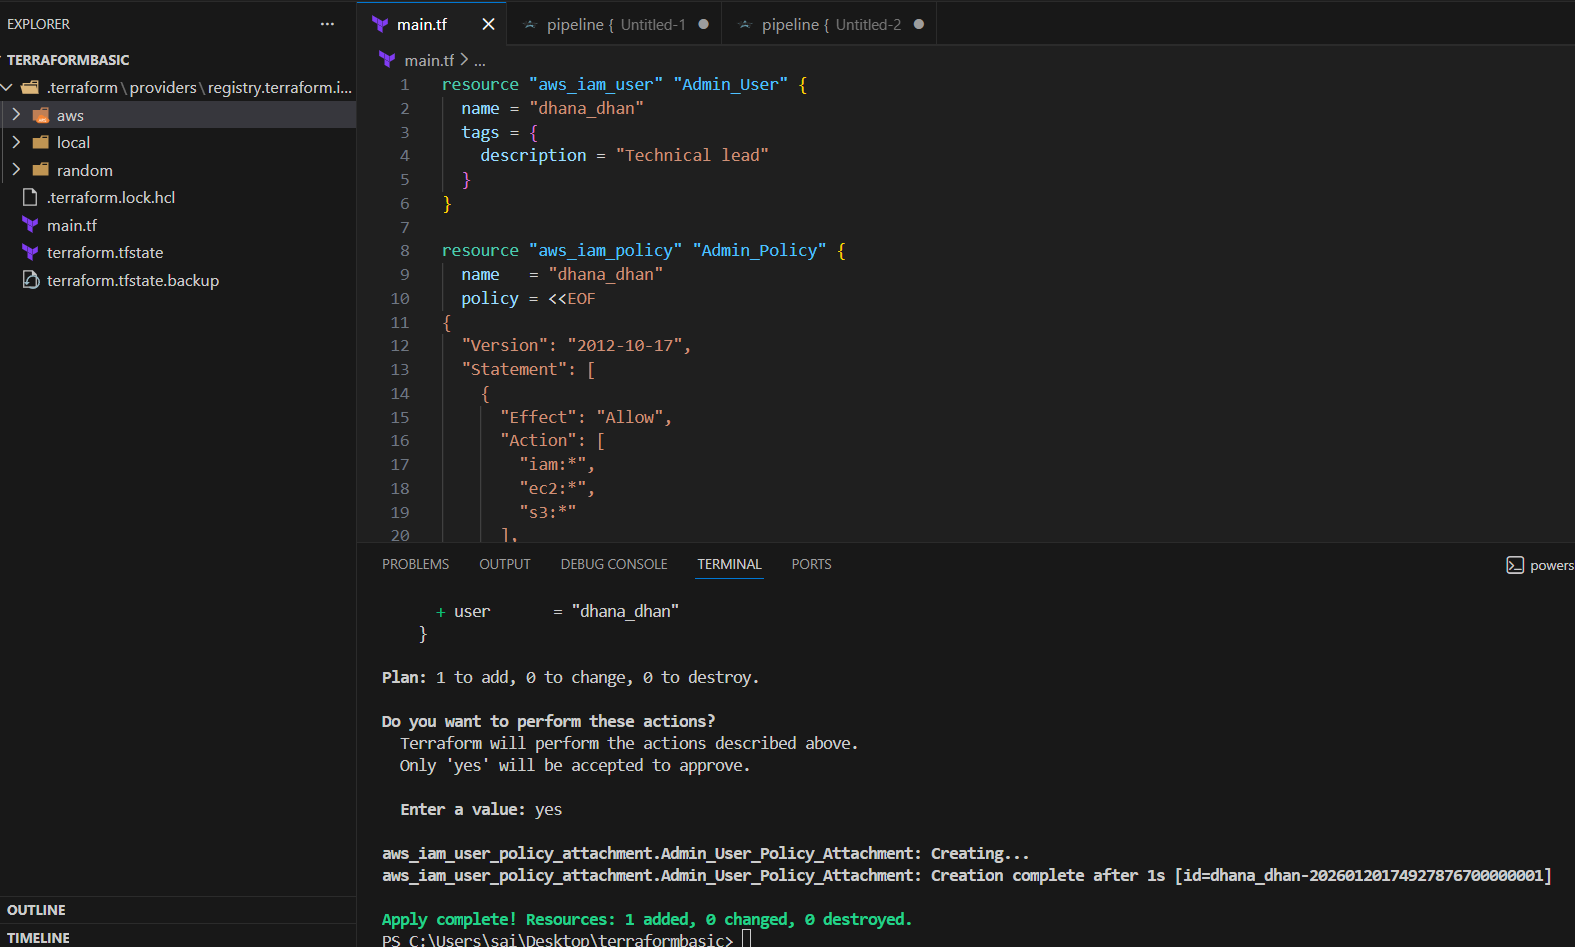 EXPLORER
...
TERRAFORMBASIC
.terraform\providers\registry.terraform.i...
aws
local
random
.terraform.lock.hcl
main.tf
terraform.tfstate
terraform.tfstate.backup
OUTLINE
TIMELINE
main.tf
pipeline { Untitled-1
pipeline { Untitled-2
main.tf > ...
1 resource "aws_iam_user" "Admin_User" {
2 name = "dhana_dhan"
3 tags = {
4 description = "Technical lead"
5 }
6 }
7
8 resource "aws_iam_policy" "Admin_Policy" {
9 name   = "dhana_dhan"
10 policy = <<EOF
11 {
12 "Version": "2012-10-17",
13 "Statement": [
14 {
15 "Effect": "Allow",
16 "Action": [
17 "iam:*",
18 "ec2:*",
19 "s3:*"
20 ],
PROBLEMS OUTPUT DEBUG CONSOLE TERMINAL PORTS
powers
+ user       = "dhana_dhan"
}
Plan: 1 to add, 0 to change, 0 to destroy.
Do you want to perform these actions?
Terraform will perform the actions described above.
Only 'yes' will be accepted to approve.
Enter a value: yes
aws_iam_user_policy_attachment.Admin_User_Policy_Attachment: Creating...
aws_iam_user_policy_attachment.Admin_User_Policy_Attachment: Creation complete after 1s [id=dhana_dhan-20260120174927876700000001]
Apply complete! Resources: 1 added, 0 changed, 0 destroyed.
PS C:\Users\sai\Desktop\terraformbasic>